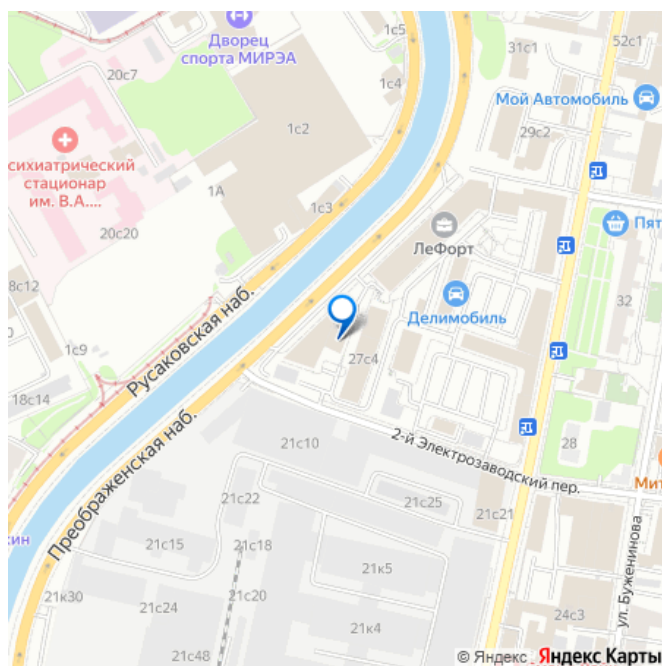 1с5
Дворец
спорта МИРЭА
31с1
52с1
20с7
1с4
Мой Автомобиль
1с2
29с2
сихиатрический
стационар
им. В.А....
1А
1с3
Пят
ЛеФорт
20с20
32
8с12
Делимобиль
Русаковская наб.
1с9
27с4
18с14
21с10
2-й Электрозаводский пер.
28
Преображенская наб.
21с22
21с25
Мит
21с21
кин
21с15
21с18
ул. Буженинова
21к5
21к30
21с24
21с20
24с3
21к4
21с48
© Яндекс Яндекс Карты